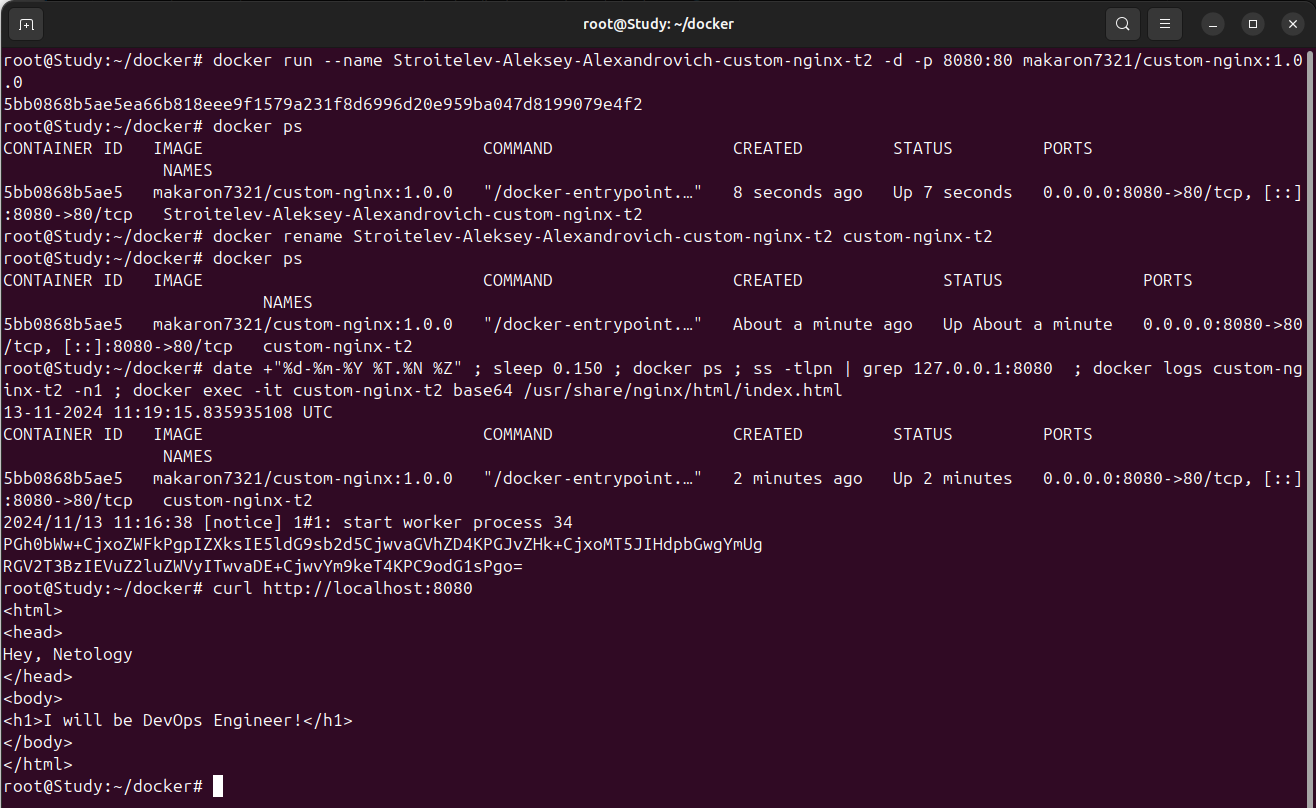 root@Study: ~/docker
root@Study:~/docker# docker run --name Stroitelev-Aleksey-Alexandrovich-custom-nginx-t2 -d -p 8080:80 makaron7321/custom-nginx:1.0
.0
5bb0868b5ae5ea66b818eee9f1579a231f8d6996d20e959ba047d8199079e4f2
root@Study:~/docker# docker ps
CONTAINER ID   IMAGE                            COMMAND                  CREATED         STATUS         PORTS
                NAMES
5bb0868b5ae5   makaron7321/custom-nginx:1.0.0   "/docker-entrypoint.…"   8 seconds ago   Up 7 seconds   0.0.0.0:8080->80/tcp, [::]
:8080->80/tcp   Stroitelev-Aleksey-Alexandrovich-custom-nginx-t2
root@Study:~/docker# docker rename Stroitelev-Aleksey-Alexandrovich-custom-nginx-t2 custom-nginx-t2
root@Study:~/docker# docker ps
CONTAINER ID   IMAGE                            COMMAND                  CREATED              STATUS              PORTS
                          NAMES
5bb0868b5ae5   makaron7321/custom-nginx:1.0.0   "/docker-entrypoint.…"   About a minute ago   Up About a minute   0.0.0.0:8080->80
/tcp, [::]:8080->80/tcp   custom-nginx-t2
root@Study:~/docker# date +"%d-%m-%Y %T.%N %Z" ; sleep 0.150 ; docker ps ; ss -tlpn | grep 127.0.0.1:8080  ; docker logs custom-ng
inx-t2 -n1 ; docker exec -it custom-nginx-t2 base64 /usr/share/nginx/html/index.html
13-11-2024 11:19:15.835935108 UTC
CONTAINER ID   IMAGE                            COMMAND                  CREATED         STATUS         PORTS
                NAMES
5bb0868b5ae5   makaron7321/custom-nginx:1.0.0   "/docker-entrypoint.…"   2 minutes ago   Up 2 minutes   0.0.0.0:8080->80/tcp, [::]
:8080->80/tcp   custom-nginx-t2
2024/11/13 11:16:38 [notice] 1#1: start worker process 34
PGh0bWw+CjxoZWFkPgpIZXksIE5ldG9sb2d5CjwvaGVhZD4KPGJvZHk+CjxoMT5JIHdpbGwgYmUg
RGV2T3BzIEVuZ2luZWVyITwvaDE+CjwvYm9keT4KPC9odG1sPgo=
root@Study:~/docker# curl http://localhost:8080
<html>
<head>
Hey, Netology
</head>
<body>
<h1>I will be DevOps Engineer!</h1>
</body>
</html>
root@Study:~/docker#